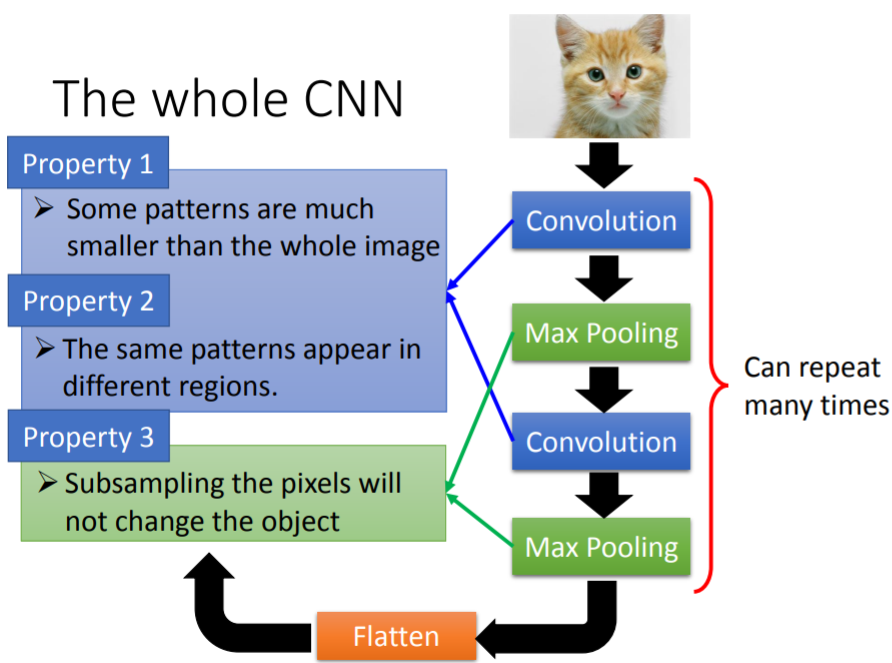 The whole CNN
Property 1
➢ Some patterns are much
smaller than the whole image
Property 2
➢ The same patterns appear in
different regions.
Property 3
➢ Subsampling the pixels will
not change the object
Convolution
Max Pooling
Convolution
Max Pooling
Can repeat
many times
Flatten